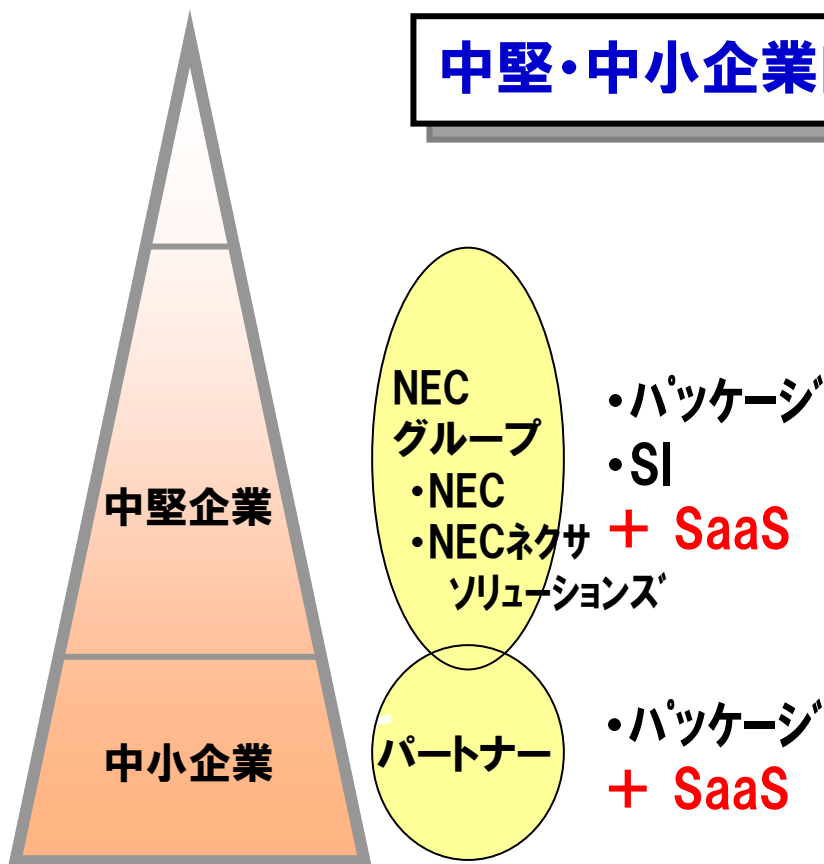 中堅・中小企業
NEC
グループ
・NEC
・NECネクサ
ソリューションズ
・パッケージ
・SI
＋ SaaS
中堅企業
パートナー
・パッケージ
＋ SaaS
中小企業